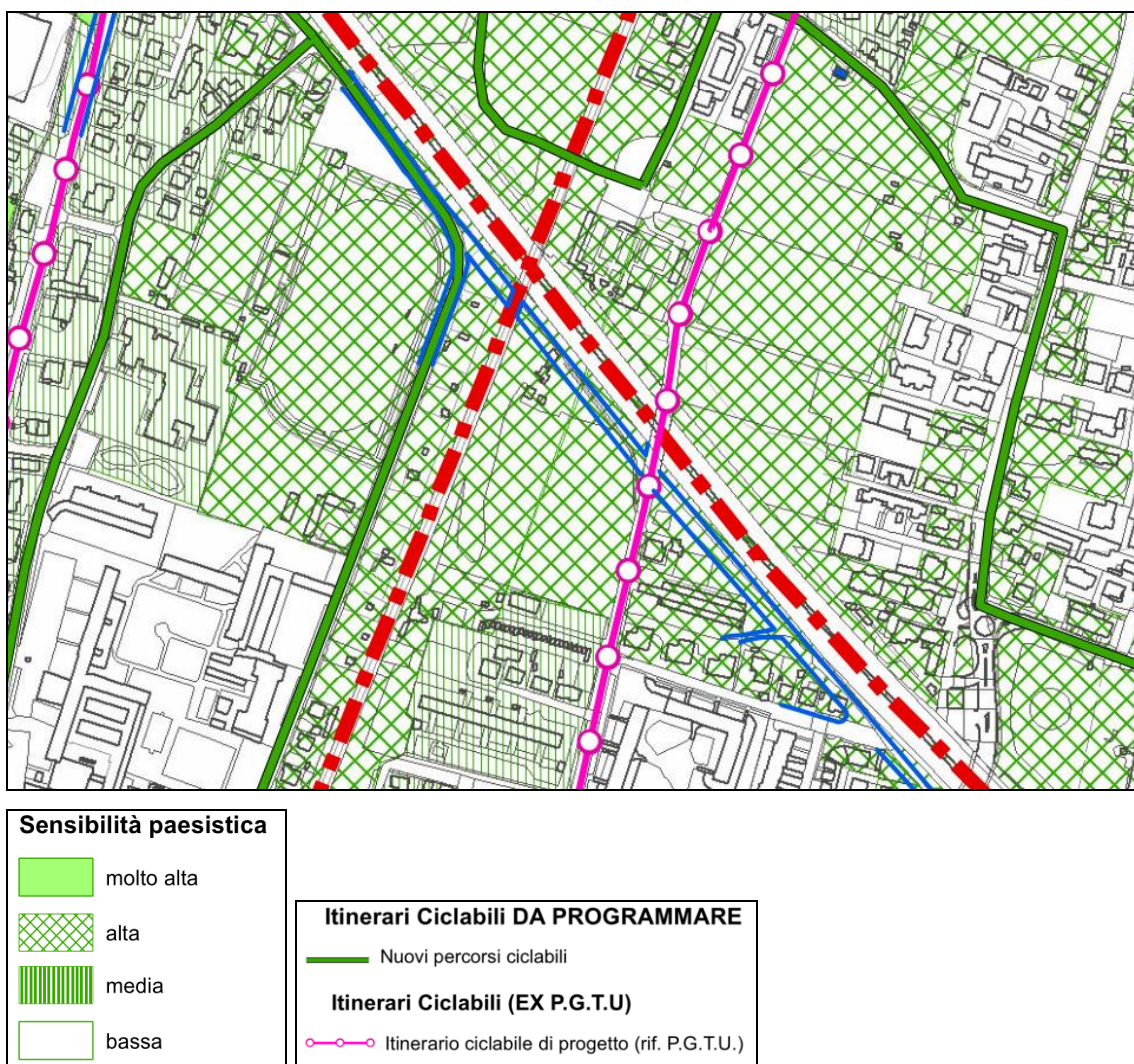 Sensibilità paesistica
molto alta
alta
media
bassa
Itinerari Ciclabili DA PROGRAMMARE
Nuovi percorsi ciclabili
Itinerari Ciclabili (EX P.G.T.U)
Itinerario ciclabile di progetto (rif. P.G.T.U.)